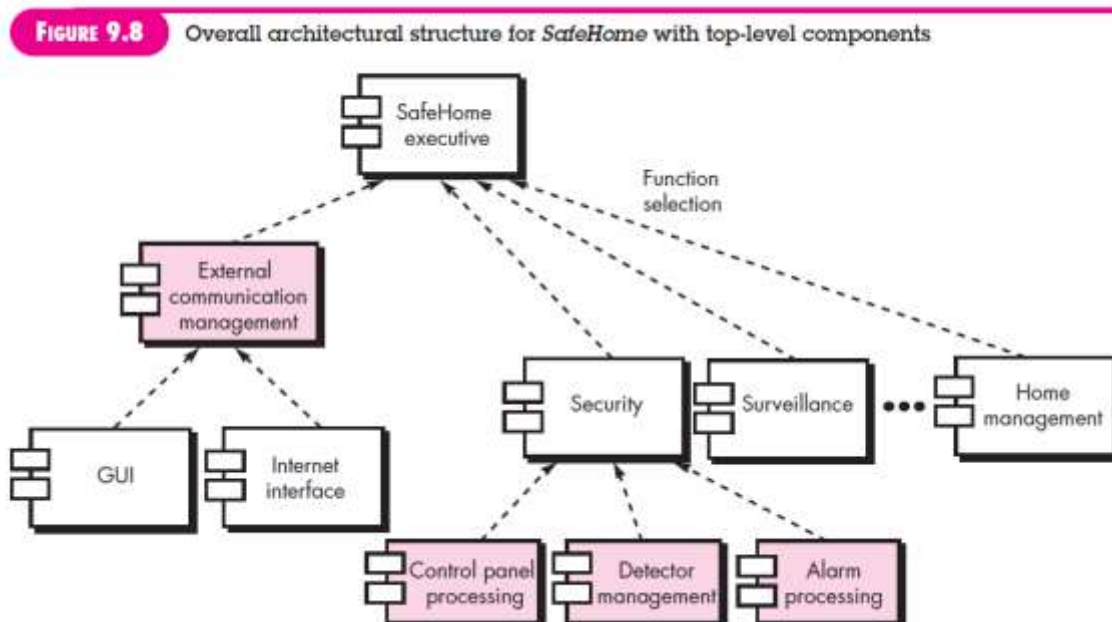 FIGURE 9.8
Overall architectural structure for SafeHome with top-level components
SafeHome
executive
Function
selection
External
communication
management
Security
Surveillance
Home
management
GUI
Internet
interface
Control panel
processing
Detector
management
Alarm
processing